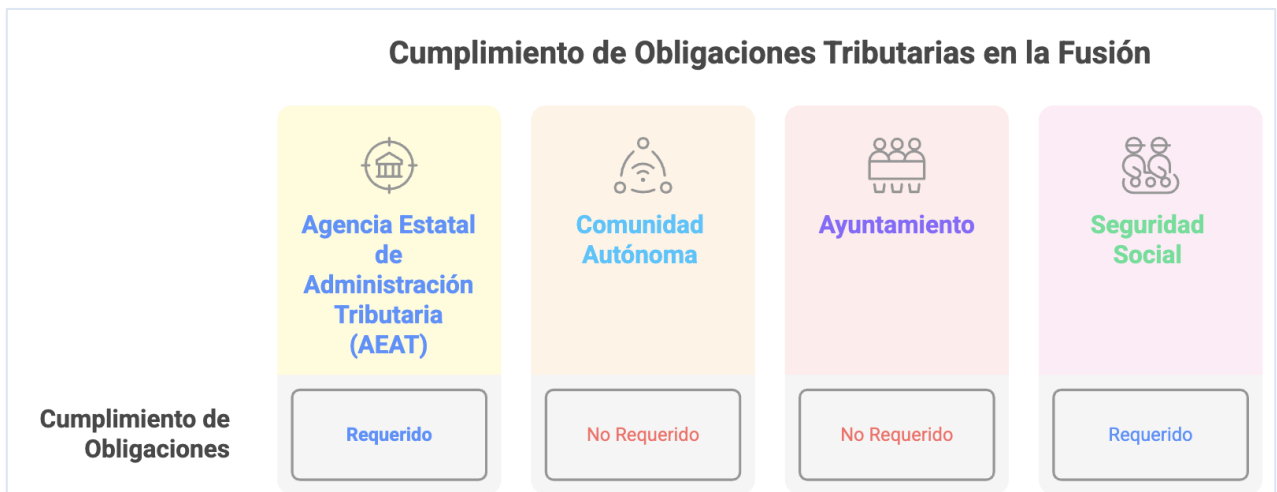 Cumplimiento de Obligaciones Tributarias en la Fusión
Agencia Estatal
de
Administración
Tributaria
(AEAT)
Comunidad
Autónoma
Ayuntamiento
Seguridad
Social
Cumplimiento de
Obligaciones
Requerido
No Requerido
No Requerido
Requerido